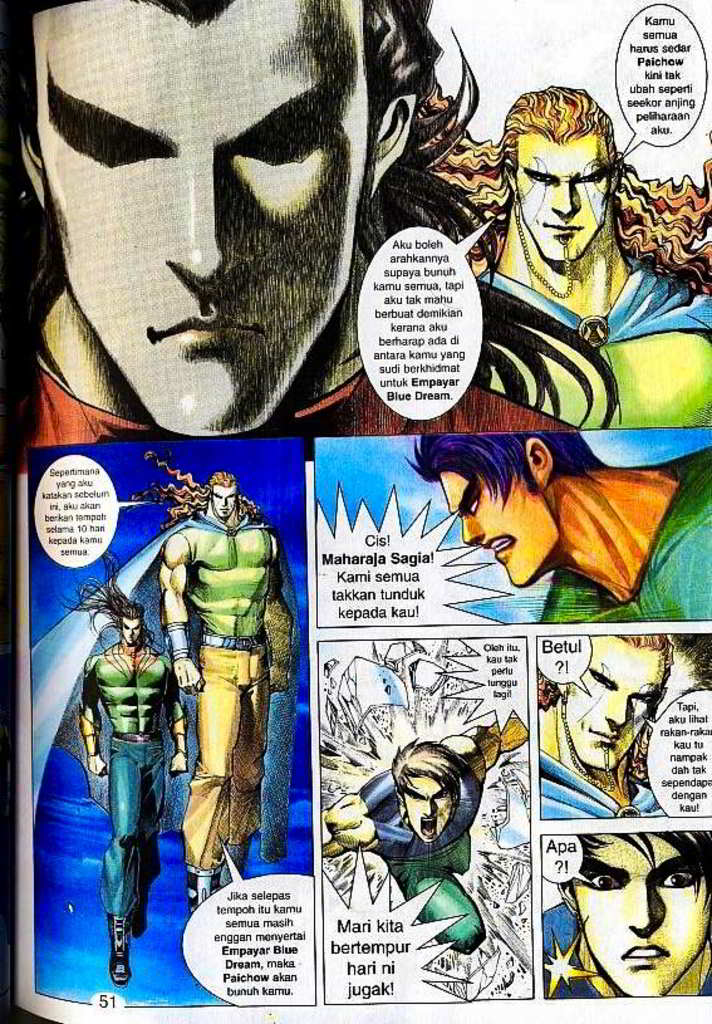 Kamu
semua
harus sedar
Paichow
kini tak
ubah seperti
seekor anjing
peliharaan
aku.
Aku boleh
arahkannya
supaya bunuh
kamu semua, tapi
aku tak mahu
berbuat demikian
kerana aku
berharap ada di
antara kamu yang
sudi berkhidmat
untuk Empayar
Blue Dream.
Sepertimana
yang aku
katakan sebelum
ini, aku akan
berikan tempoh
selama 10 hari
kepada kamu
semua.
Jika selepas
tempoh itu kamu
semua masih
enggan menyertai
Empayar Blue
Dream, maka
Paichow akan
bunuh kamu.
Cis!
Maharaja Sagia!
Kami semua
takkan tunduk
kepada kau!
Oleh itu,
kau tak
perlu
tunggu
lagi!
Mari kita
bertempur
hari ni
jugak!
Betul
?!
Tapi,
aku lihat
rakan-rakan
kau tu
nampak
dah tak
sependapat
dengan
kau!
Apa
?!
51